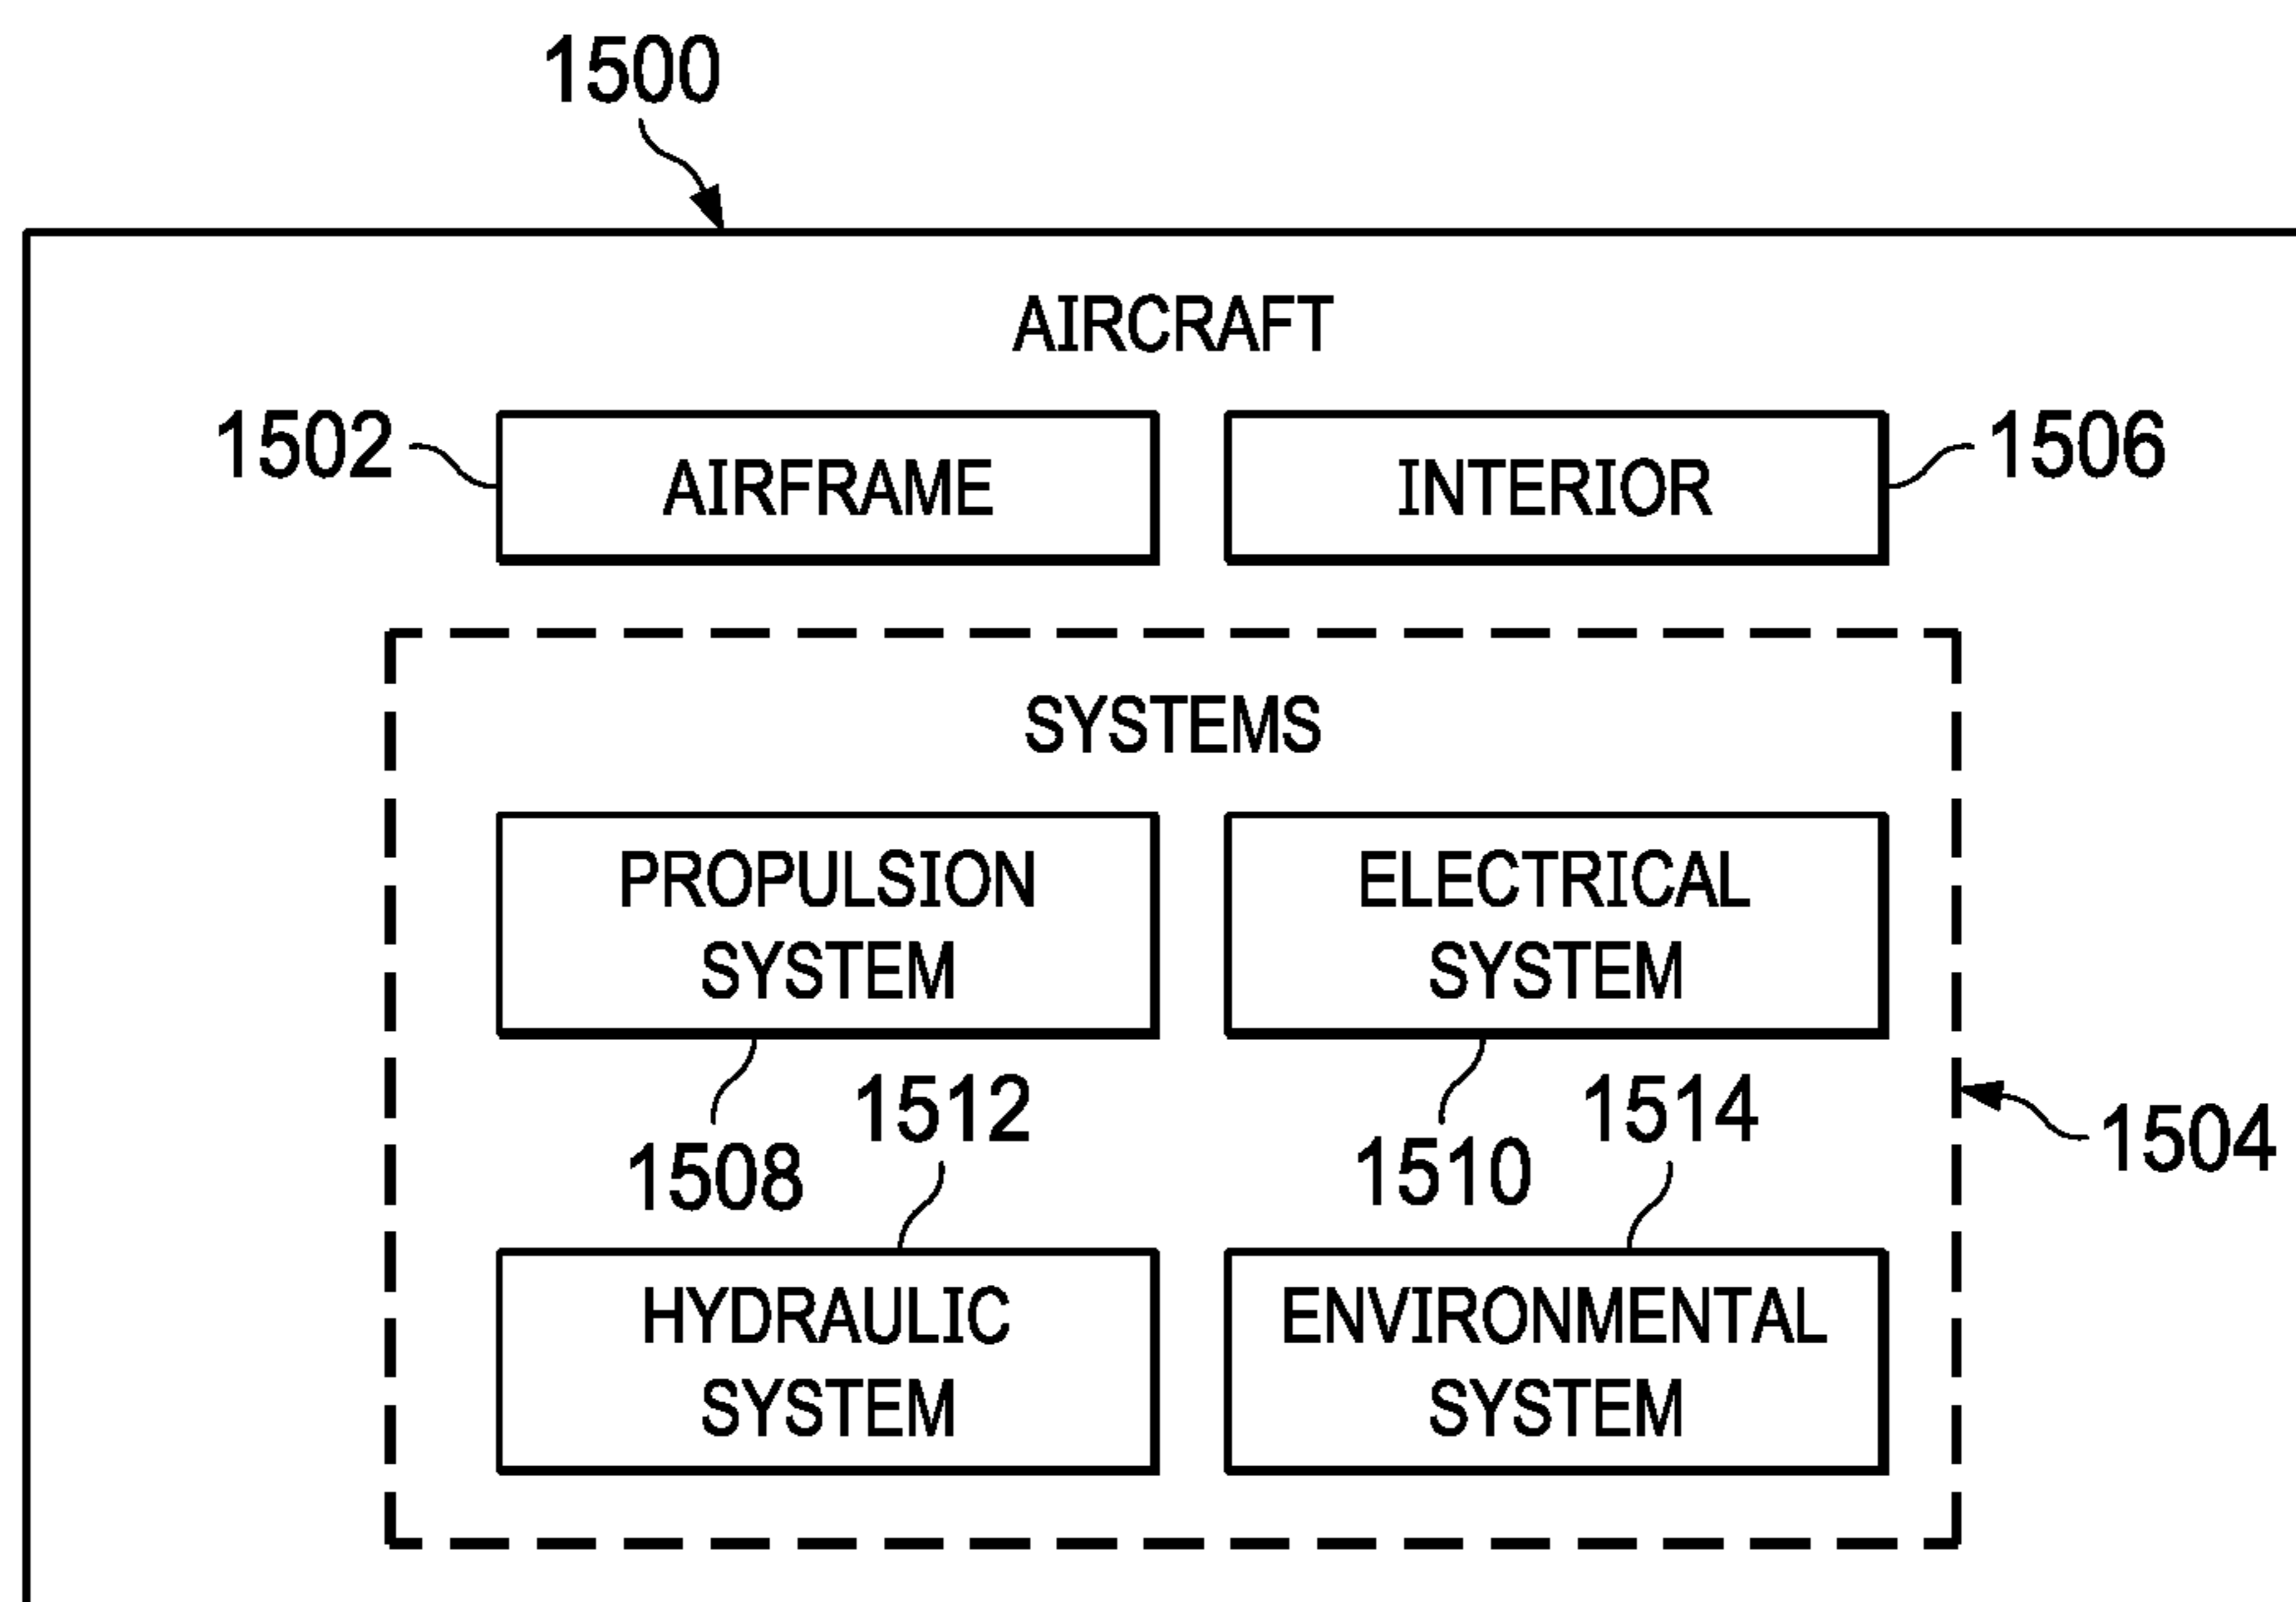 1500
AIRCRAFT
1502
AIRFRAME
INTERIOR
1506
SYSTEMS
PROPULSION
SYSTEM
ELECTRICAL
SYSTEM
1508
1512
1510
1514
1504
HYDRAULIC
SYSTEM
ENVIRONMENTAL
SYSTEM